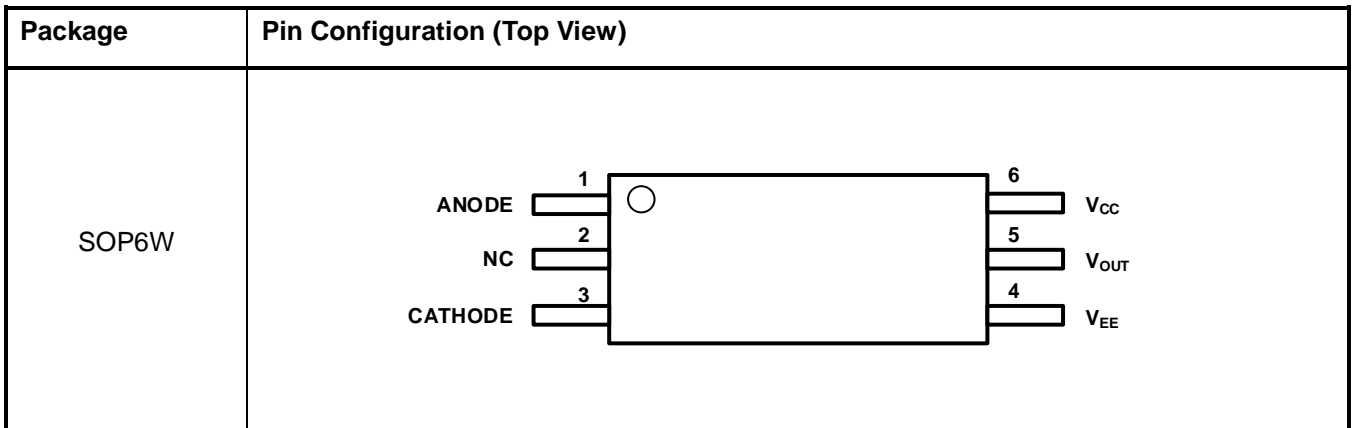 Package Pin Configuration (Top View)
SOP6W
1 6
ANODE VCC
2 5
NC VOUT
3 4
CATHODE VEE